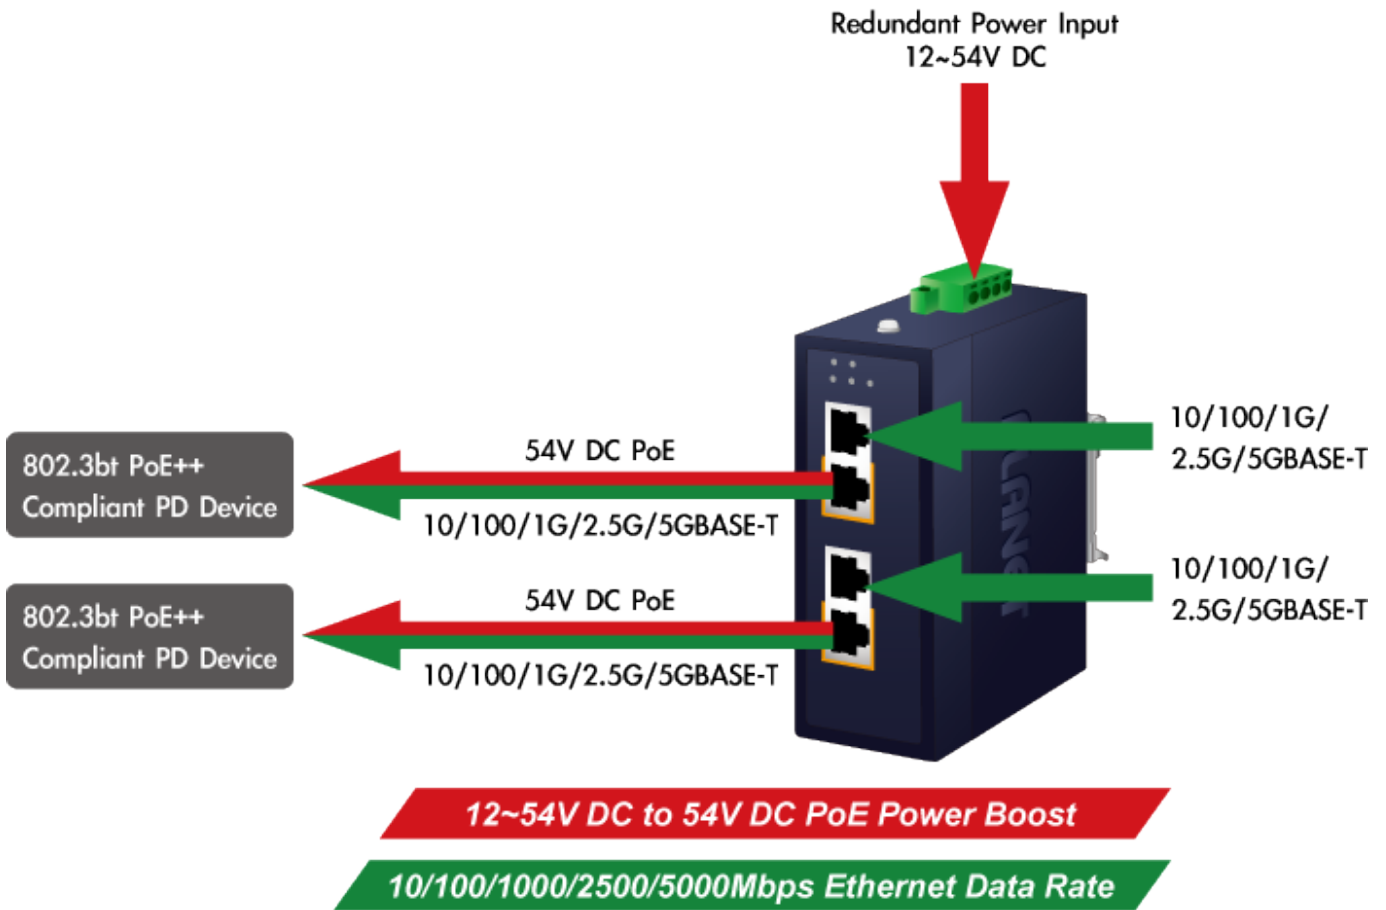 Redundant Power Input
12~54V DC
10/100/1G/
2.5G/5GBASE-T
54V DC PoE
802.3bt PoE++
Compliant PD Device
10/100/1G/2.5G/5GBASE-T
PLANET
10/100/1G/
2.5G/5GBASE-T
54V DC PoE
802.3bt PoE++
Compliant PD Device
10/100/1G/2.5G/5GBASE-T
12~54V DC to 54V DC PoE Power Boost
10/100/1000/2500/5000Mbps Ethernet Data Rate